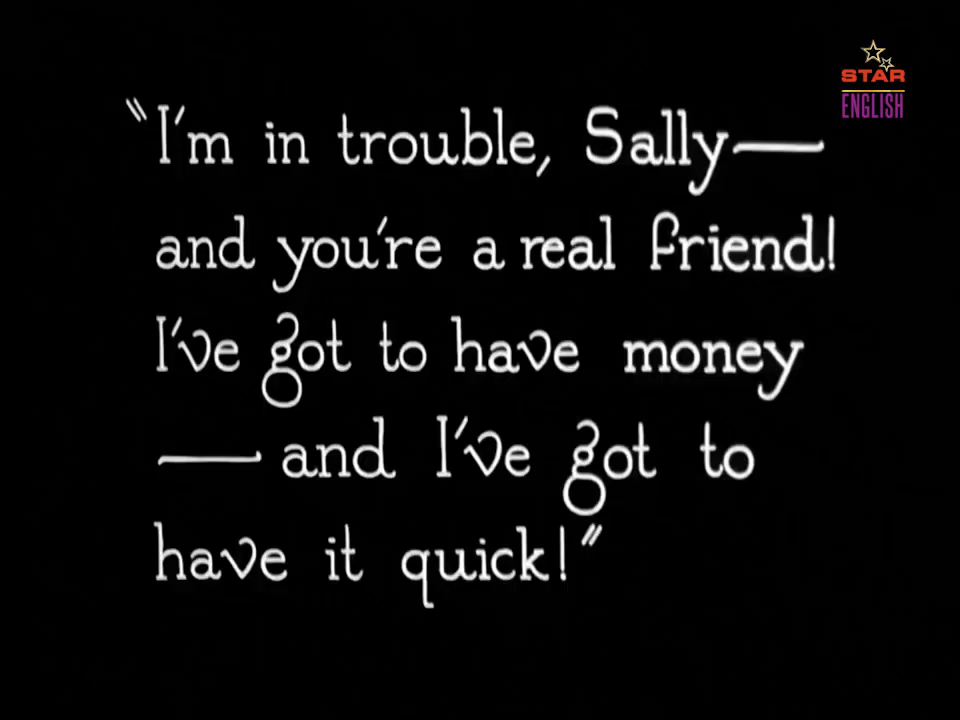 STAR
ENGLISH
"I'm in trouble, Sally—
and you're a real friend!
I've got to have money
— and I've got to
have it quick!"